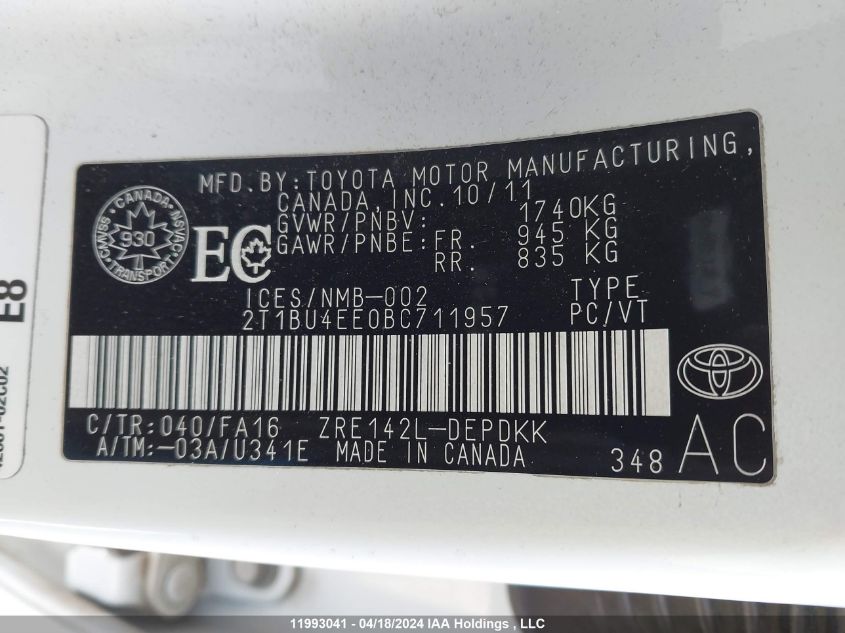 MFD. BY: TOYOTA MOTOR MANUFACTURING,
CANADA, INC. 10/11
GVWR/PNBV: 1740KG
GAWR/PNBE: FR. 945 KG
RR. 835 KG
CANADA
CMVSS
NSVAC
930
TRANSPORT
EC
ICES/NMB-002 TYPE
2T1BU4EE0BC711957 PC/VT
C/TR: 040/FA16 ZRE142L-DEPDKK
A/TM: -03A/U341E MADE IN CANADA 348
AC
E8
11993041 - 04/18/2024 IAA Holdings , LLC